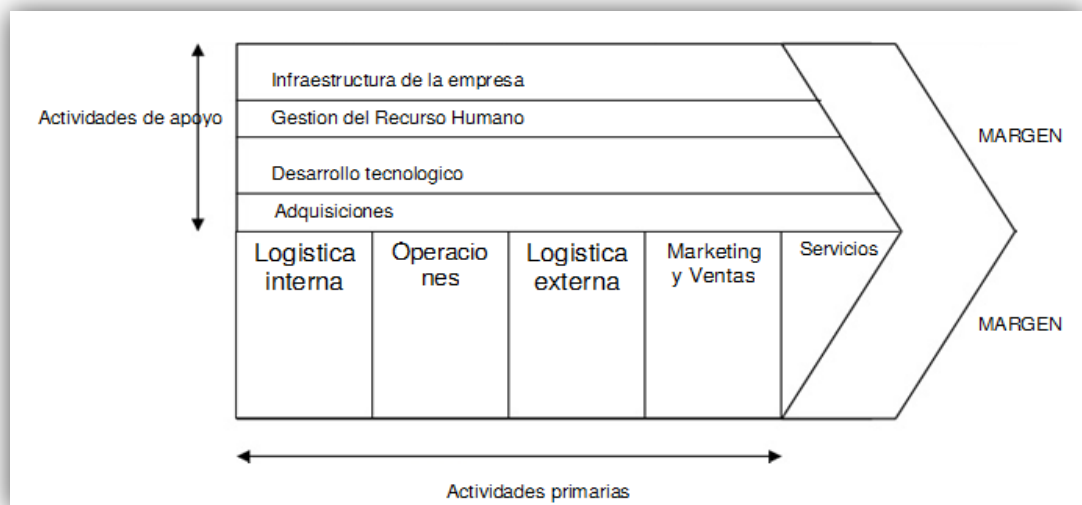 Infraestructura de la empresa
Actividades de apoyo
Gestion del Recurso Humano
MARGEN
Desarrollo tecnologico
Adquisiciones
Logistica
interna
Operacio
nes
Logistica
externa
Marketing
y Ventas
Servicios
MARGEN
Actividades primarias